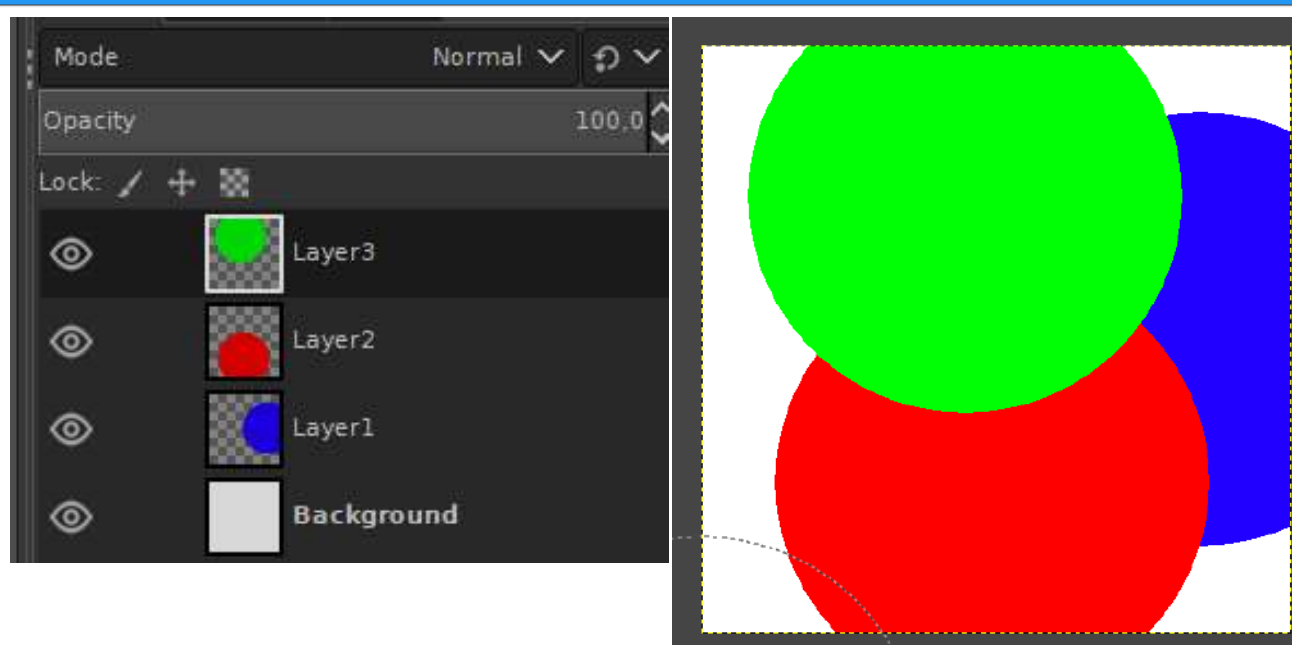 Mode Normal
Opacity 100,0
Lock:
Layer3
Layer2
Layer1
Background